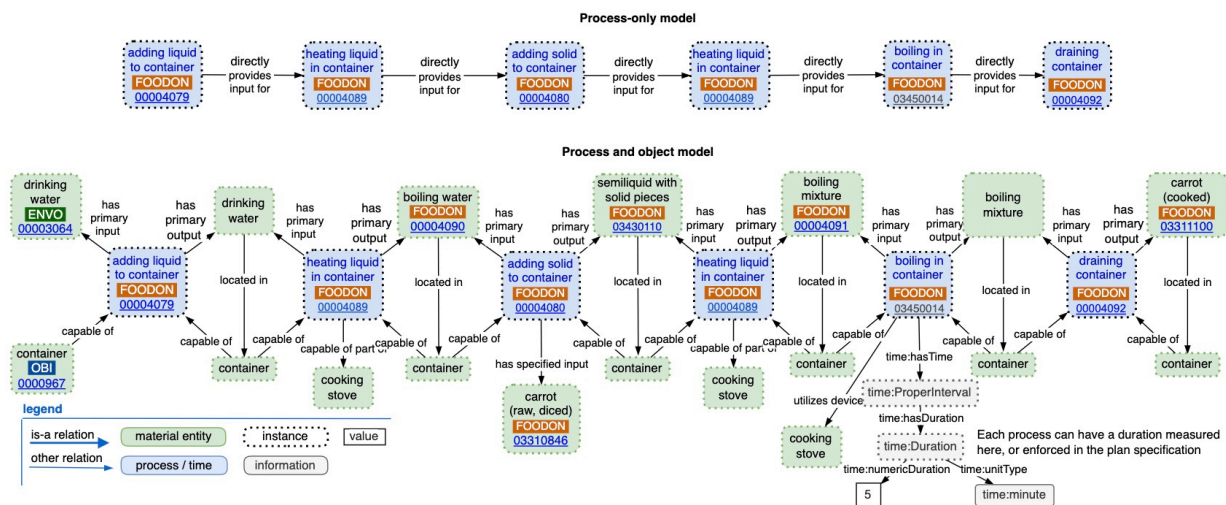 Process-only model
adding liquid
to container
FOODON
00004079
directly
provides
input for
heating liquid
in container
FOODON
00004089
directly
provides
input for
adding solid
to container
FOODON
00004080
directly
provides
input for
heating liquid
in container
FOODON
00004089
directly
provides
input for
boiling in
container
FOODON
03450014
directly
provides
input for
draining
container
FOODON
00004092
Process and object model
drinking
water
ENVO
00003064
has
primary
input
has
primary
output
drinking
water
has
primary
input
has
primary
output
boiling water
FOODON
00004090
has
primary
input
has
primary
output
semiliquid with
solid pieces
FOODON
03430110
has
primary
input
has
primary
output
boiling
mixture
FOODON
00004091
has
primary
input
has
primary
output
boiling
mixture
has
primary
input
has
primary
output
carrot
(cooked)
FOODON
03311100
adding liquid
to container
FOODON
00004079
located in
heating liquid
in container
FOODON
00004089
located in
adding solid
to container
FOODON
00004080
located in
heating liquid
in container
FOODON
00004089
located in
boiling in
container
FOODON
03450014
located in
draining
container
FOODON
00004092
located in
capable of
capable of
capable of
capable of part of
capable of
capable of
has specified input
capable of
capable of
capable of part of
capable of
capable of
time:hasTime
capable of
capable of
capable of
container
OBI
0000967
container
cooking
stove
container
carrot
(raw, diced)
FOODON
03310846
container
cooking
stove
container
utilizes device
cooking
stove
time:ProperInterval
time:hasDuration
time:Duration
time:numericDuration
time:unitType
5
time:minute
container
container
Each process can have a duration measured
here, or enforced in the plan specification
legend
is-a relation
material entity
instance
value
other relation
process / time
information